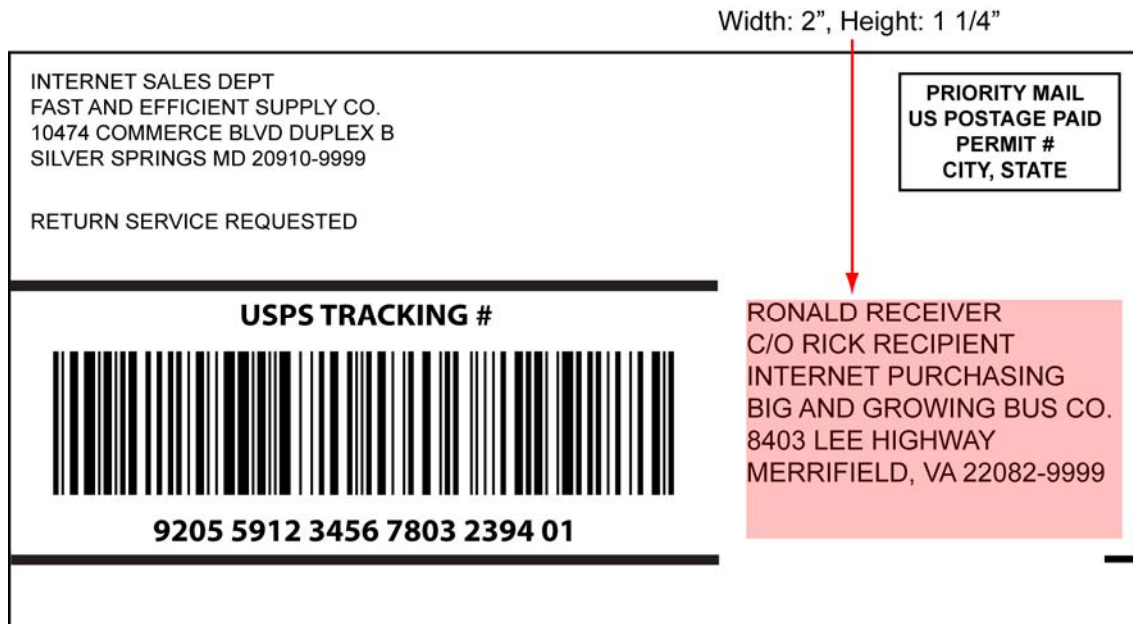 Width: 2”, Height: 1 1/4”
INTERNET SALES DEPT
FAST AND EFFICIENT SUPPLY CO.
10474 COMMERCE BLVD DUPLEX B
SILVER SPRINGS MD 20910-9999
RETURN SERVICE REQUESTED
PRIORITY MAIL
US POSTAGE PAID
PERMIT #
CITY, STATE
USPS TRACKING #
9205 5912 3456 7803 2394 01
RONALD RECEIVER
C/O RICK RECIPIENT
INTERNET PURCHASING
BIG AND GROWING BUS CO.
8403 LEE HIGHWAY
MERRIFIELD, VA 22082-9999